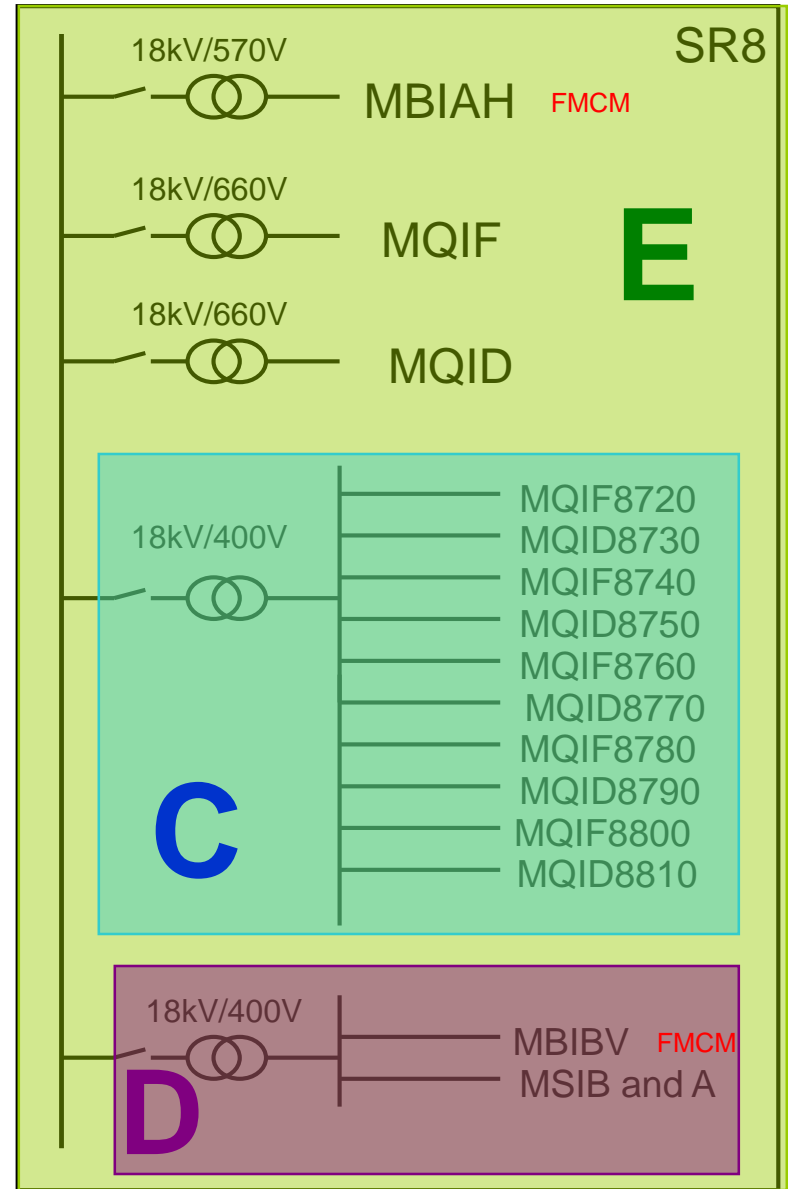 SR8
18kV/570V
MBIAH FMCM
18kV/660V
MQIF
E
18kV/660V
MQID
MQIF8720
18kV/400V
MQID8730
MQIF8740
MQID8750
MQIF8760
MQID8770
MQIF8780
MQID8790
C
MQIF8800
MQID8810
18kV/400V
MBIBV FMCM
MSIB and A
D